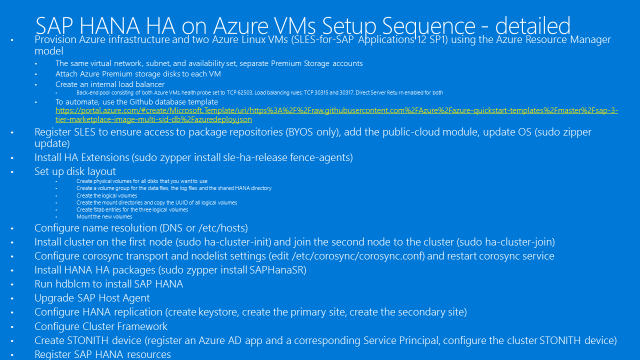 SAP HANA HA on Azure VMs Setup Sequence - detailed
• Provision Azure infrastructure and two Azure Linux VMs (SLES-for-SAP Applications 12 SP1) using the Azure Resource Manager
model
• The same virtual network, subnet, and availability set, separate Premium Storage accounts
• Attach Azure Premium storage disks to each VM
• Create an internal load balancer
• Back-end pool consisting of both Azure VMs. health probe set to TCP 62503. Load balancing rules: TCP 30315 and 30317. Direct Server Return enabled for both
• To automate, use the Github database template
https://portal.azure.com/#create/Microsoft.Template/uri/https%3A%2F%2Fraw.githubusercontent.com%2FAzure%2Fazure-quickstart-templates%2Fmaster%2Fsap-3-
tier-marketplace-image-multi-sid-db%2Fazuredeploy.json
• Register SLES to ensure access to package repositories (BYOS only), add the public-cloud module, update OS (sudo zipper
update)
• Install HA Extensions (sudo zypper install sle-ha-release fence-agents)
• Set up disk layout
• Create physical volumes for all disks that you want to use
• Create a volume group for the data files, the log files and the shared HANA directory
• Create the logical volumes
• Create the mount directories and copy the UUID of all logical volumes
• Create fstab entries for the three logical volumes
• Mount the new volumes
• Configure name resolution (DNS or /etc/hosts)
• Install cluster on the first node (sudo ha-cluster-init) and join the second node to the cluster (sudo ha-cluster-join)
• Configure corosync transport and nodelist settings (edit /etc/corosync/corosync.conf) and restart corosync service
• Install HANA HA packages (sudo zypper install SAPHanaSR)
• Run hdblcm to install SAP HANA
• Upgrade SAP Host Agent
• Configure HANA replication (create keystore, create the primary site, create the secondary site)
• Configure Cluster Framework
• Create STONITH device (register an Azure AD app and a corresponding Service Principal, configure the cluster STONITH device)
• Register SAP HANA resources